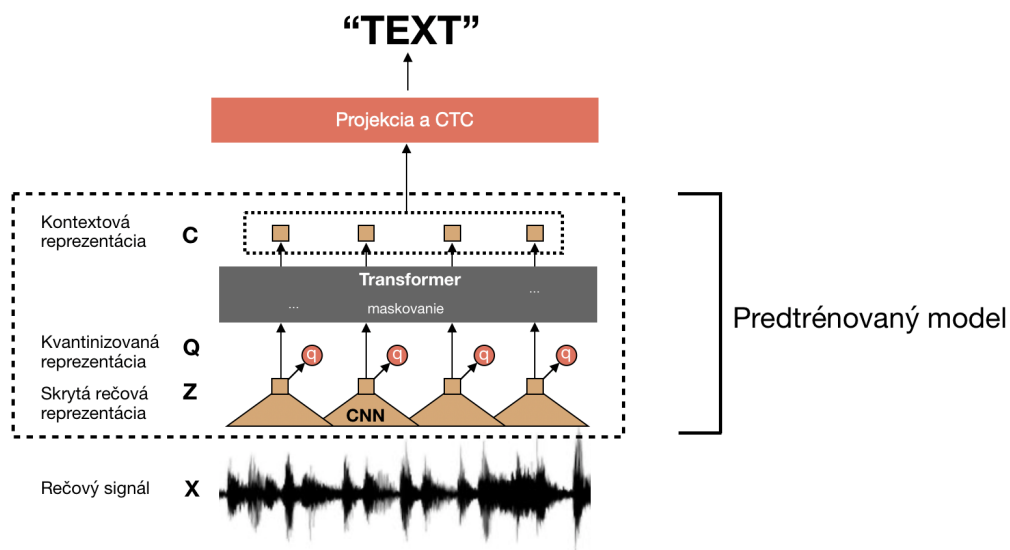 “TEXT”
Projekcia a CTC
Kontextová
reprezentácia
C
Transformer
...
...
maskovanie
Predtrénovaný model
Kvantinizovaná
reprezentácia
Q
q q q q
Skrytá rečová
reprezentácia
Z
CNN
Rečový signál
X